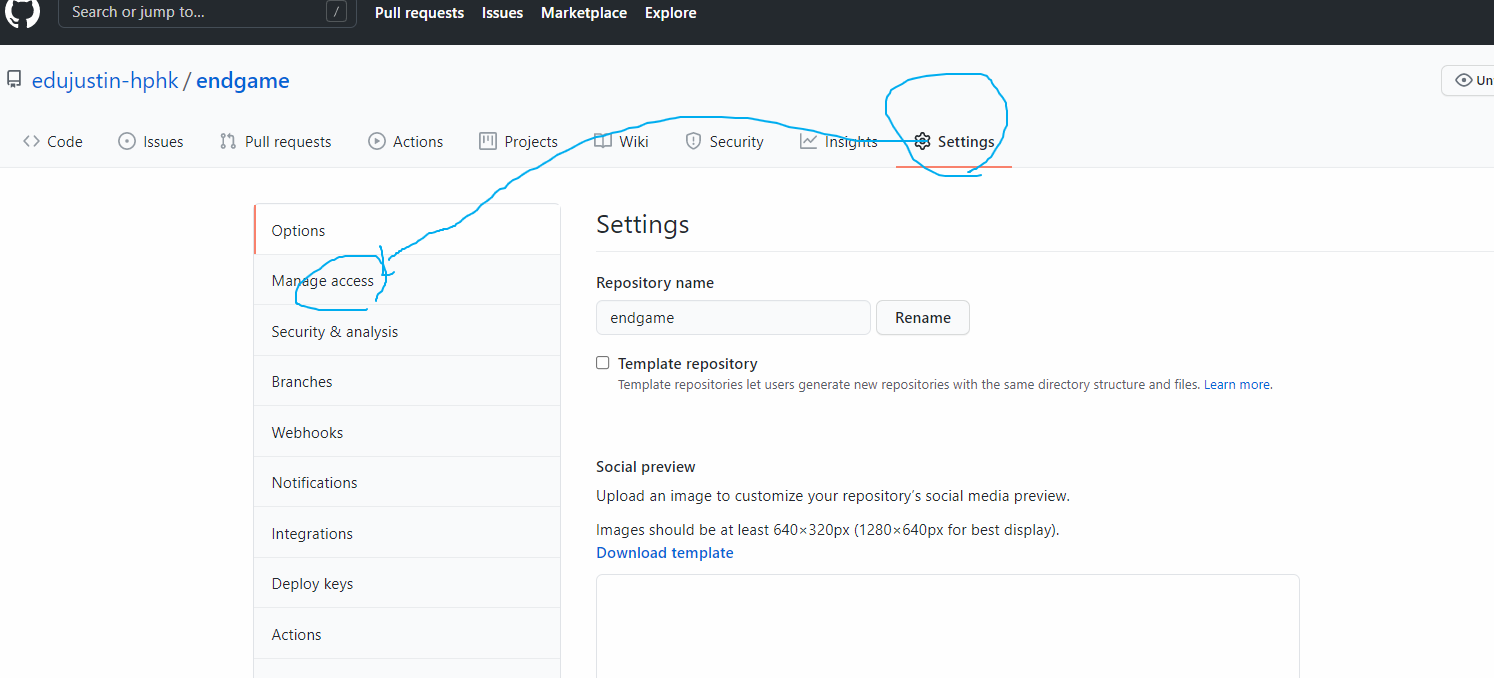 Search or jump to... /
Pull requests Issues Marketplace Explore
edujustin-hphk / endgame
Code Issues Pull requests Actions Projects Wiki Security Insights Settings
Options
Manage access
Security & analysis
Branches
Webhooks
Notifications
Integrations
Deploy keys
Actions
Settings
Repository name
endgame Rename
Template repository
Template repositories let users generate new repositories with the same directory structure and files. Learn more.
Social preview
Upload an image to customize your repository's social media preview.
Images should be at least 640×320px (1280×640px for best display).
Download template